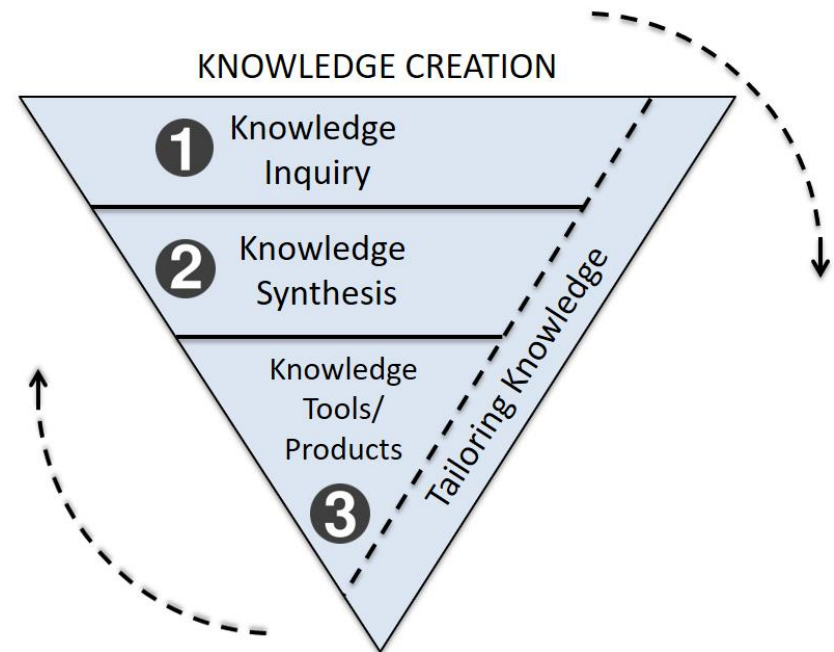 KNOWLEDGE CREATION
1 Knowledge
Inquiry
2 Knowledge
Synthesis
Knowledge
Tools/
Products
3
Tailoring Knowledge